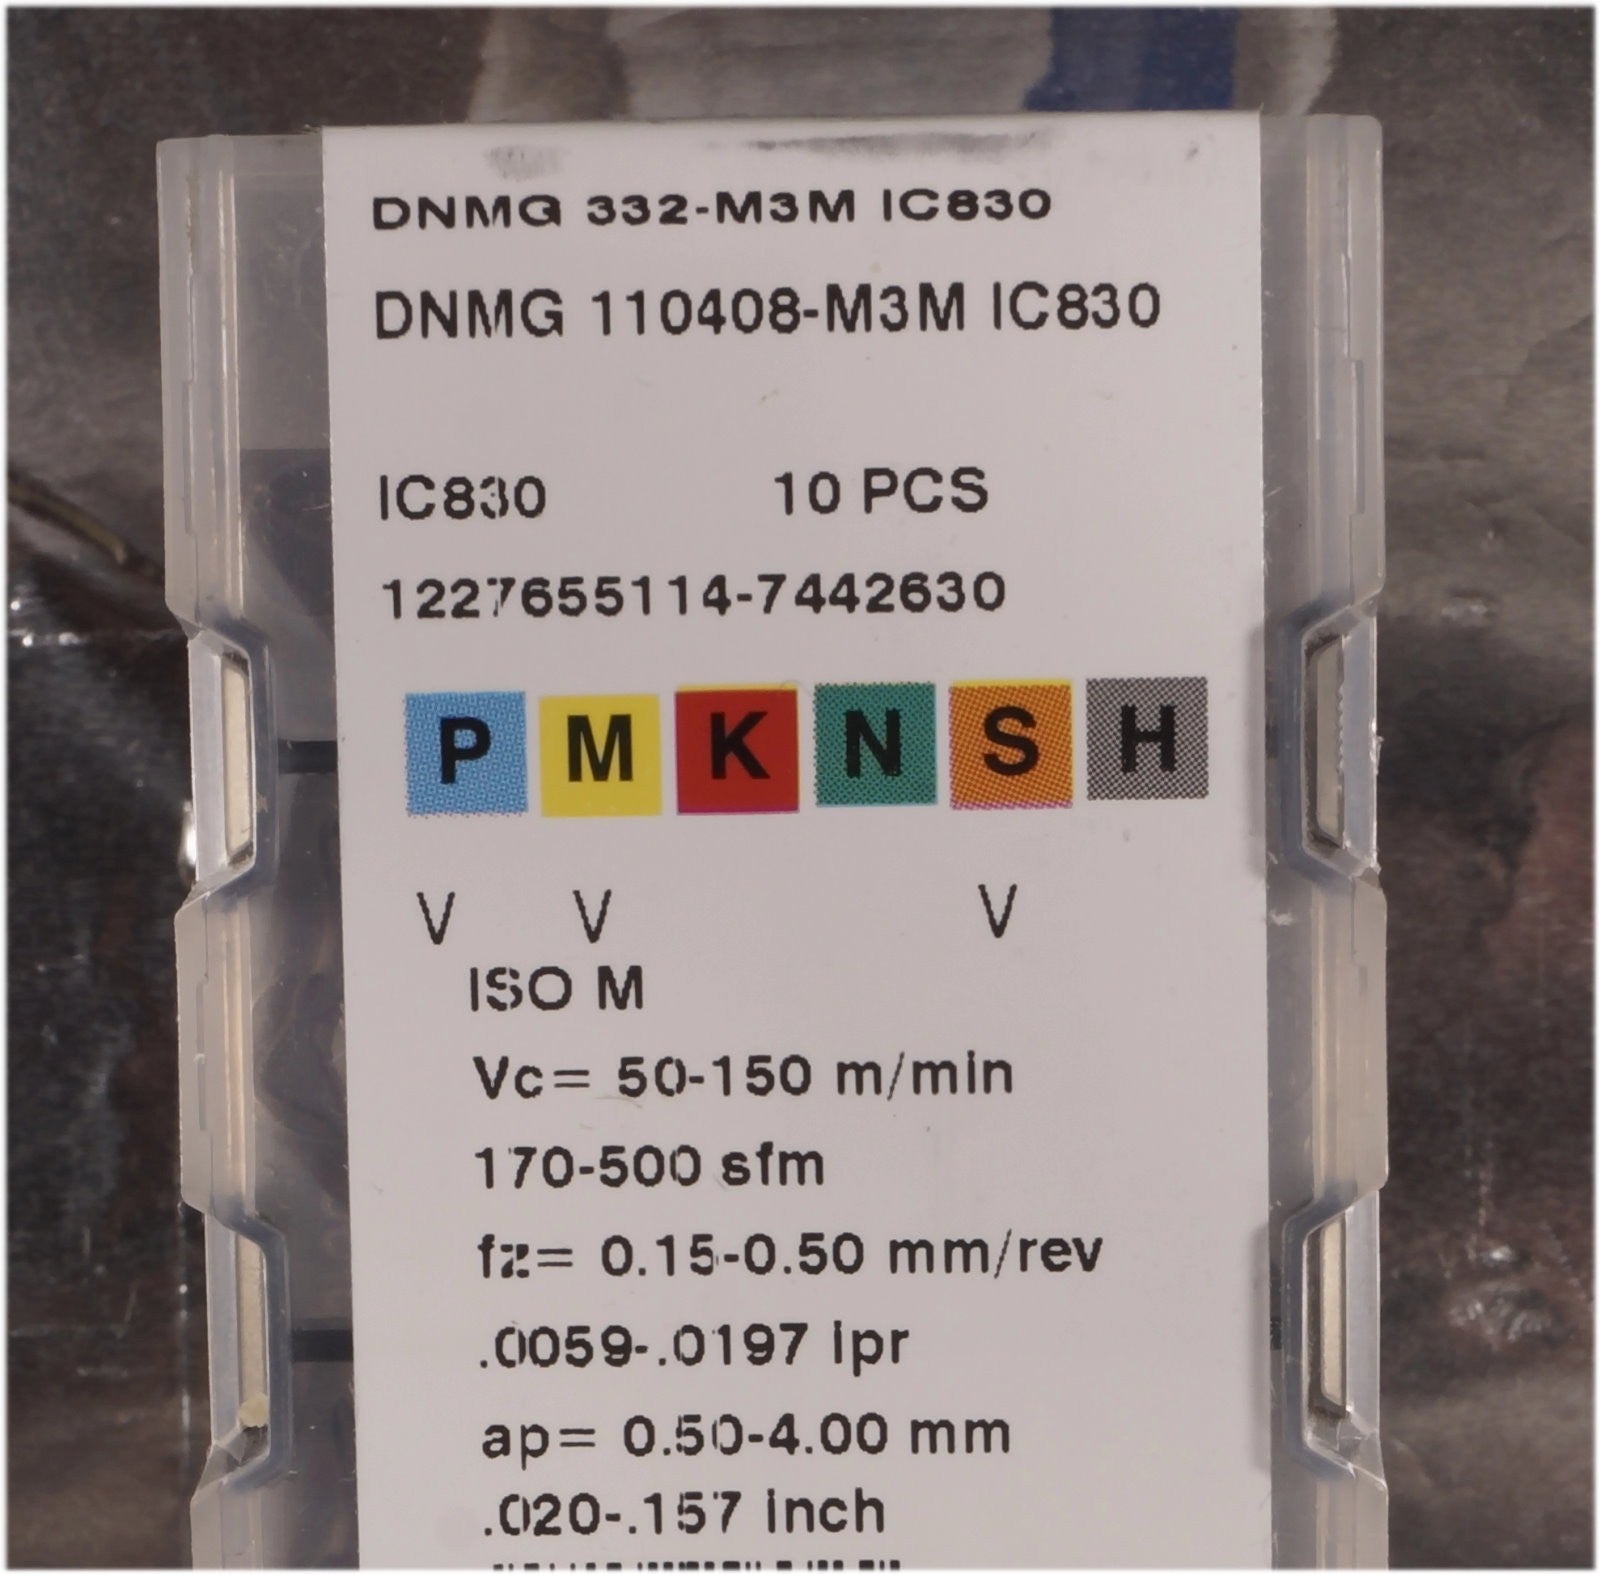 DNMG 332-M3M IC830
DNMG 110408-M3M IC830
IC830 10 PCS
1227655114-7442630
P M K N S H
V V V
ISO M
Vc= 50-150 m/min
170-500 sfm
fz= 0.15-0.50 mm/rev
.0059-.0197 ipr
ap= 0.50-4.00 mm
.020-.157 inch